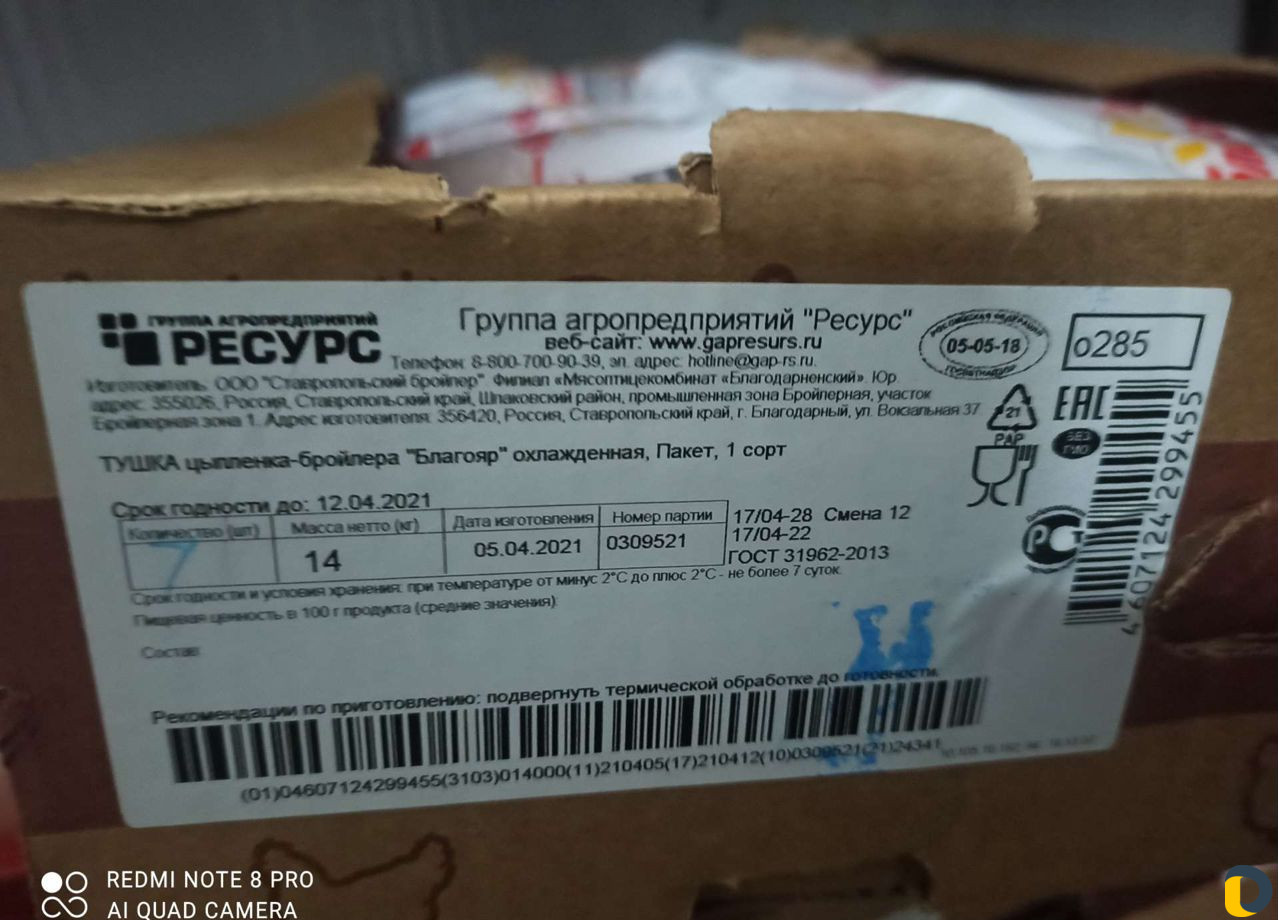 ГРУППА АГРОПРЕДПРИЯТИЙ
РЕСУРС
Группа агропредприятий "Ресурс"
веб-сайт: www.gapresurs.ru
Телефон: 8-800-700-90-39, эл. адрес: hotline@gap-rs.ru.
Изготовитель: ООО "Ставропольский бройлер" Филиал «Мясоптицекомбинат «Благодарненский». Юр.
адрес: 355026, Россия, Ставропольский край, Шпаковский район, промышленная зона Бройлерная, участок
Бройлерная зона 1. Адрес изготовителя: 356420, Россия, Ставропольский край, г. Благодарный, ул. Вокзальная 37
РОССИЙСКАЯ ФЕДЕРАЦИЯ
05-05-18
ГОСВЕТНАДЗОР
о285
21
PAP
EAC
БЕЗ
ГМО
РСТ
4607124299455
ТУШКА цыпленка-бройлера "Благояр" охлажденная, Пакет, 1 сорт
Срок годности до: 12.04.2021
Количество (шт) Масса нетто (кг) Дата изготовления Номер партии
7 14 05.04.2021 0309521
17/04-28 Смена 12
17/04-22
ГОСТ 31962-2013
Срок годности и условия хранения: при температуре от минус 2°С до плюс 2°С - не более 7 суток.
Пищевая ценность в 100 г продукта (средние значения):
Состав:
Рекомендации по приготовлению: подвергнуть термической обработке до готовности.
(01)04607124299455(3103)014000(11)210405(17)210412(10)0309521(21)24341
REDMI NOTE 8 PRO
AI QUAD CAMERA